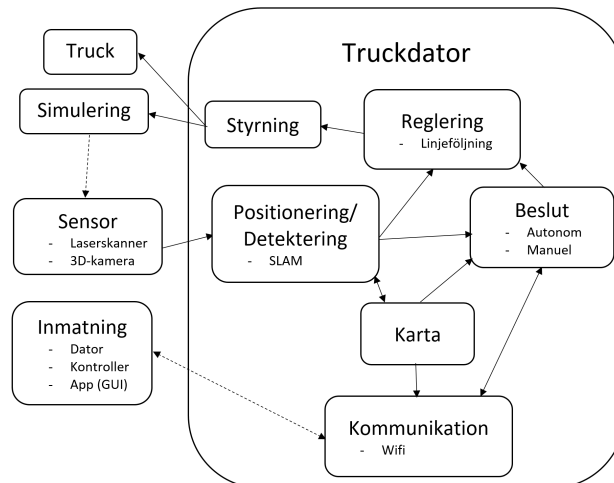 Truckdator
Truck
Simulering
Styrning
Reglering
- Linjeföljning
Sensor
- Laserskanner
- 3D-kamera
Positionering/
Detektering
- SLAM
Beslut
- Autonom
- Manuel
Inmatning
- Dator
- Kontroller
- App (GUI)
Karta
Kommunikation
- Wifi